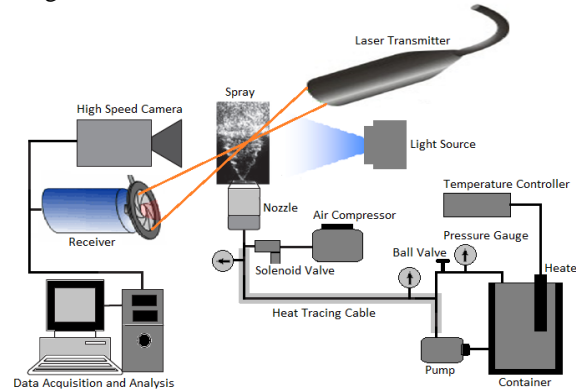 Laser Transmitter
Spray
High Speed Camera
Light Source
Temperature Controller
Nozzle
Air Compressor
Pressure Gauge
Receiver
Ball Valve
Solenoid Valve
Heate
Heat Tracing Cable
Pump
Data Acquisition and Analysis
Container